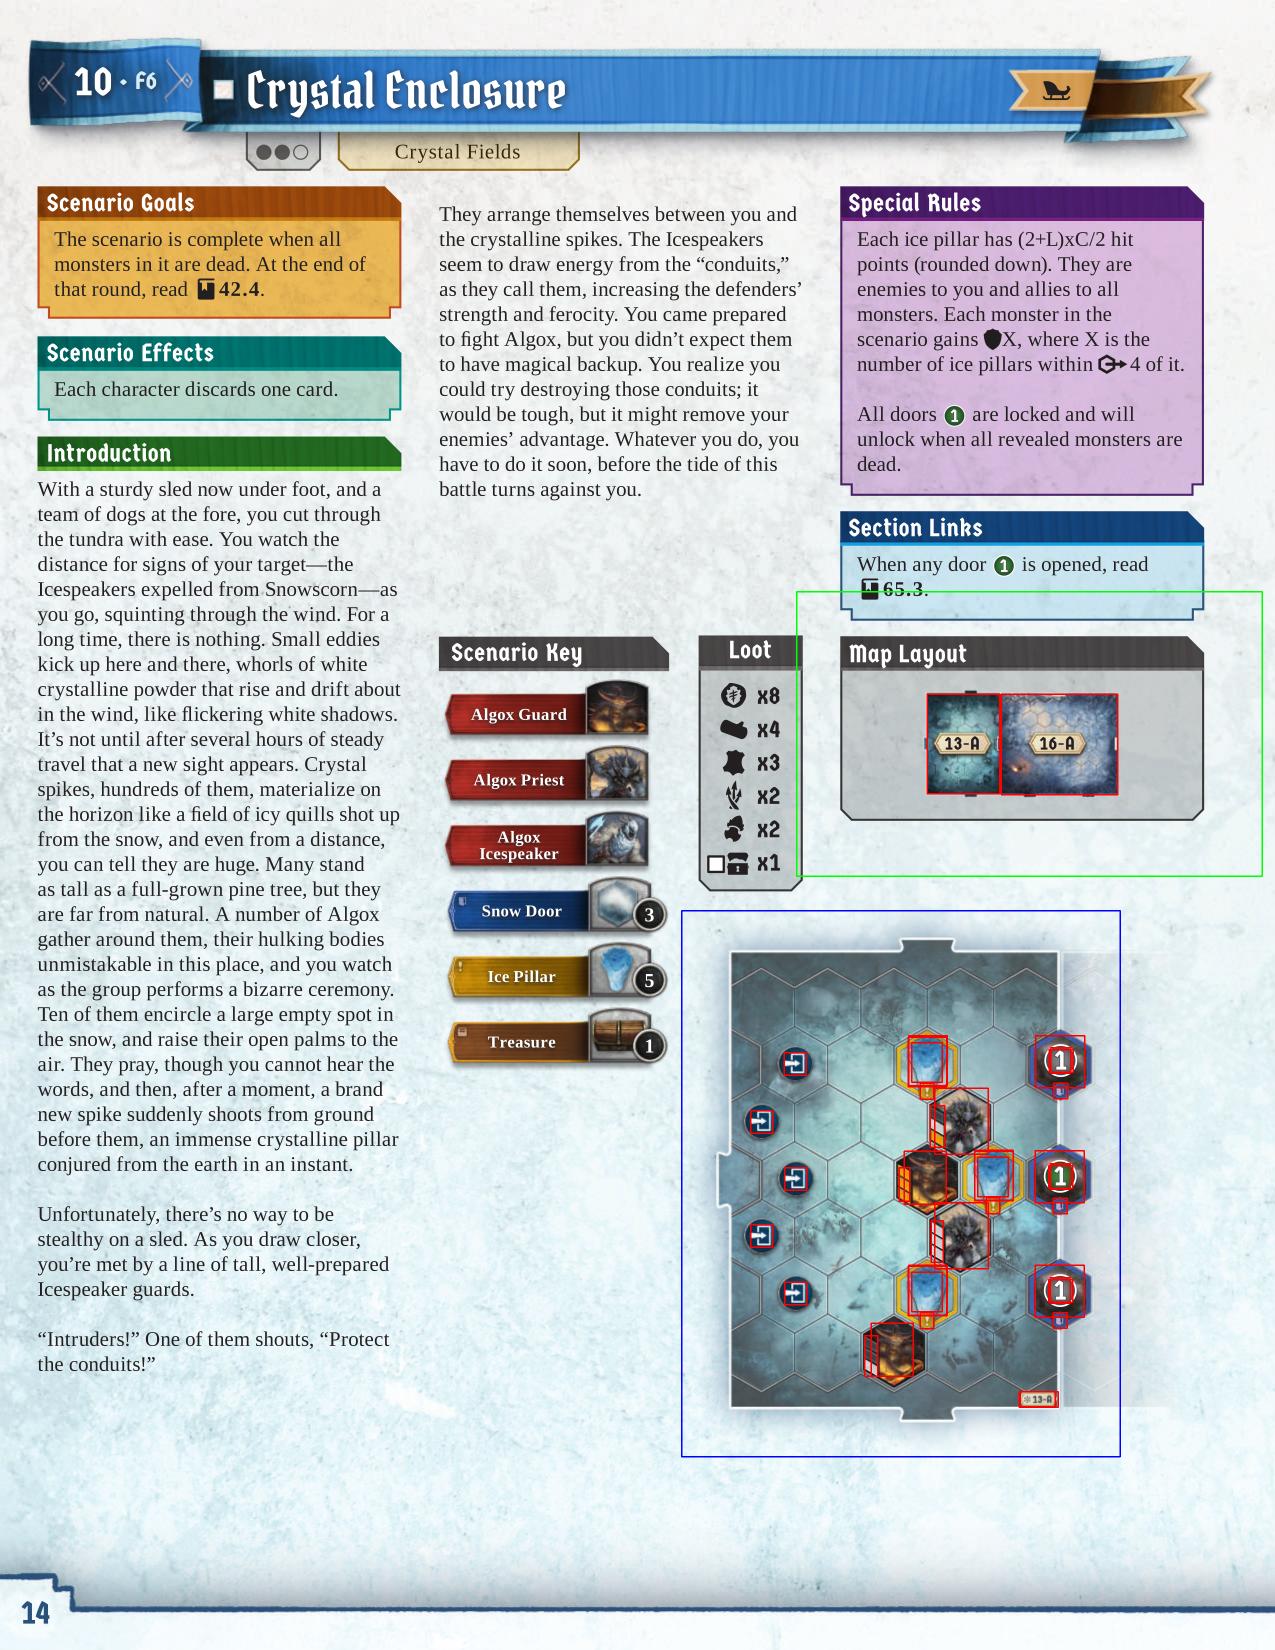 10 · F6
Crystal Enclosure
Crystal Fields
Scenario Goals
The scenario is complete when all
monsters in it are dead. At the end of
that round, read 42.4.
Scenario Effects
Each character discards one card.
Introduction
With a sturdy sled now under foot, and a
team of dogs at the fore, you cut through
the tundra with ease. You watch the
distance for signs of your target—the
Icespeakers expelled from Snowscorn—as
you go, squinting through the wind. For a
long time, there is nothing. Small eddies
kick up here and there, whorls of white
crystalline powder that rise and drift about
in the wind, like flickering white shadows.
It’s not until after several hours of steady
travel that a new sight appears. Crystal
spikes, hundreds of them, materialize on
the horizon like a field of icy quills shot up
from the snow, and even from a distance,
you can tell they are huge. Many stand
as tall as a full-grown pine tree, but they
are far from natural. A number of Algox
gather around them, their hulking bodies
unmistakable in this place, and you watch
as the group performs a bizarre ceremony.
Ten of them encircle a large empty spot in
the snow, and raise their open palms to the
air. They pray, though you cannot hear the
words, and then, after a moment, a brand
new spike suddenly shoots from ground
before them, an immense crystalline pillar
conjured from the earth in an instant.
Unfortunately, there’s no way to be
stealthy on a sled. As you draw closer,
you’re met by a line of tall, well-prepared
Icespeaker guards.
“Intruders!” One of them shouts, “Protect
the conduits!”
They arrange themselves between you and
the crystalline spikes. The Icespeakers
seem to draw energy from the “conduits,”
as they call them, increasing the defenders’
strength and ferocity. You came prepared
to fight Algox, but you didn’t expect them
to have magical backup. You realize you
could try destroying those conduits; it
would be tough, but it might remove your
enemies’ advantage. Whatever you do, you
have to do it soon, before the tide of this
battle turns against you.
Special Rules
Each ice pillar has (2+L)xC/2 hit
points (rounded down). They are
enemies to you and allies to all
monsters. Each monster in the
scenario gains X, where X is the
number of ice pillars within 4 of it.
All doors 1 are locked and will
unlock when all revealed monsters are
dead.
Section Links
When any door 1 is opened, read
65.3.
Scenario Key
Algox Guard
Algox Priest
Algox
Icespeaker
Snow Door
3
Ice Pillar
5
Treasure
1
Loot
x8
x4
x3
x2
x2
x1
Map Layout
13-A
16-A
1
1
1
13-A
14